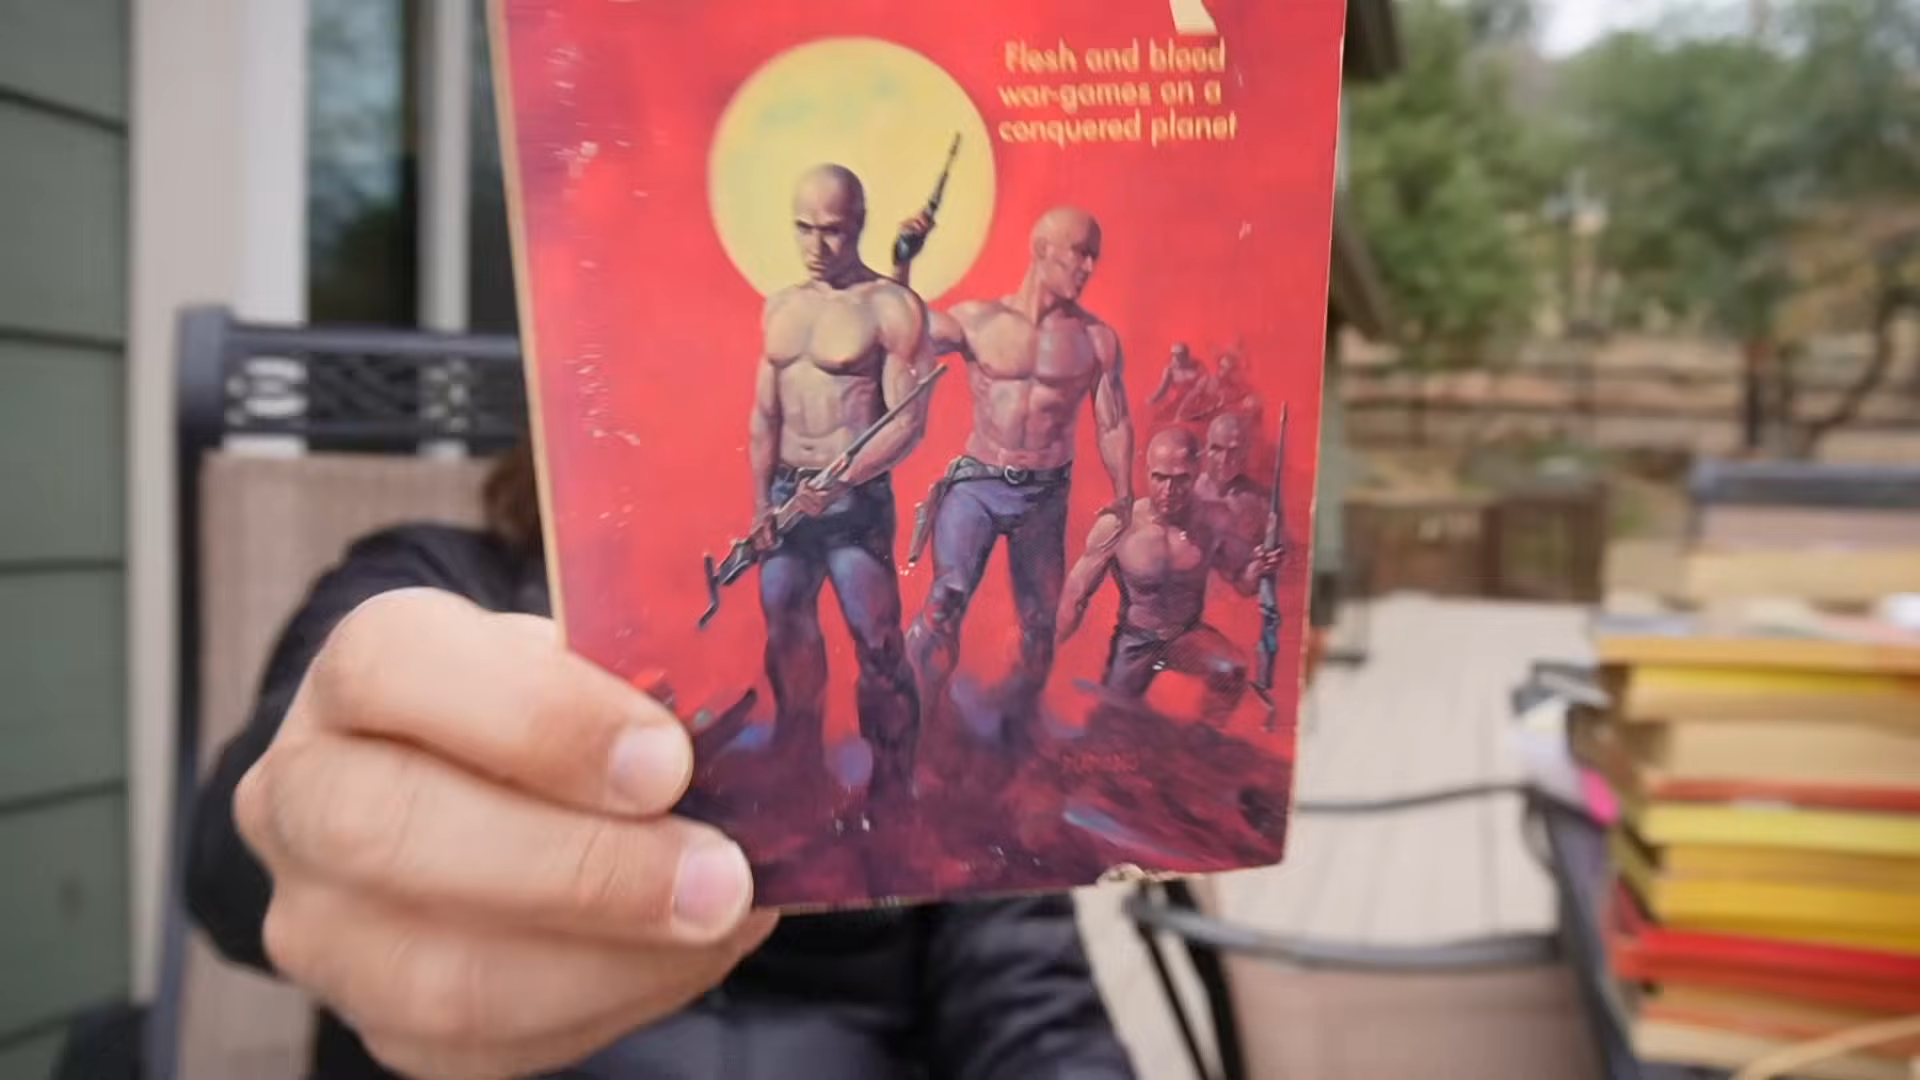 Flesh and blood
war-games on a
conquered planet